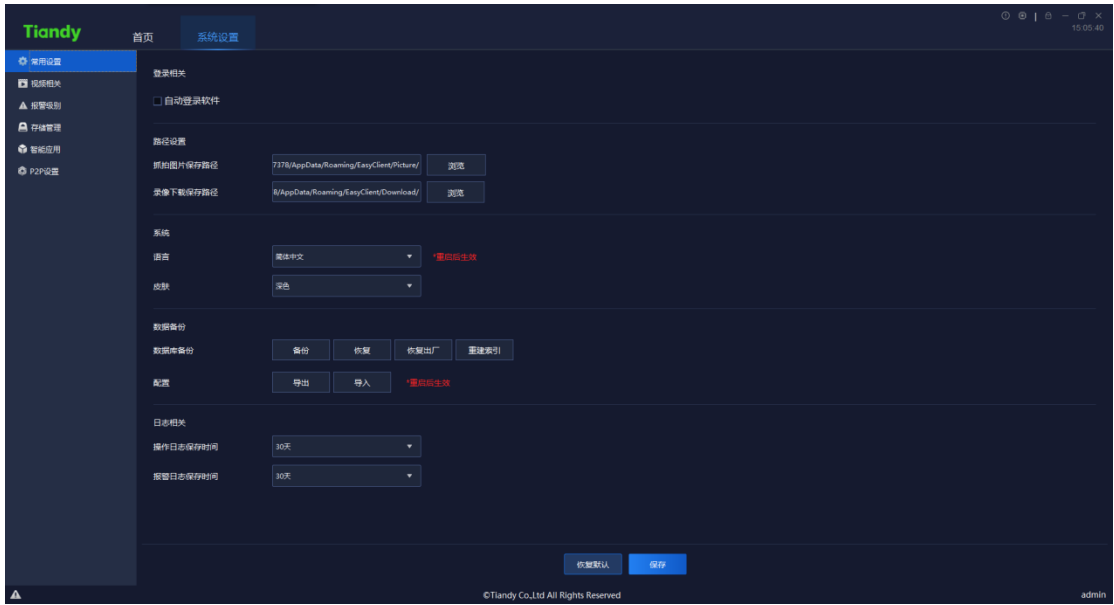 Tiandy
首页
系统设置
15:05:40
常用设置
视频相关
报警级别
存储管理
智能应用
P2P设置
登录相关
自动登录软件
路径设置
抓拍图片保存路径 7378/AppData/Roaming/EasyClient/Picture/ 浏览
录像下载保存路径 8/AppData/Roaming/EasyClient/Download/ 浏览
系统
语言 简体中文 *重启后生效
皮肤 深色
数据备份
数据库备份 备份 恢复 恢复出厂 重建索引
配置 导出 导入 *重启后生效
日志相关
操作日志保存时间 30天
报警日志保存时间 30天
恢复默认 保存
©Tiandy Co.,Ltd All Rights Reserved
admin